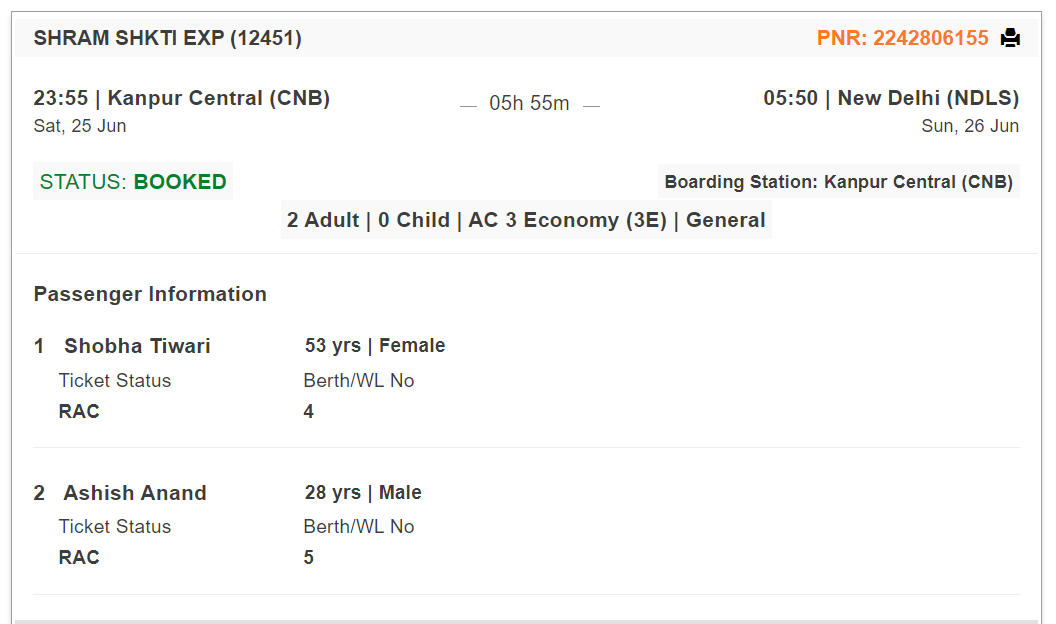 SHRAM SHKTI EXP (12451) PNR: 2242806155
23:55 | Kanpur Central (CNB) — 05h 55m — 05:50 | New Delhi (NDLS)
Sat, 25 Jun Sun, 26 Jun
STATUS: BOOKED Boarding Station: Kanpur Central (CNB)
2 Adult | 0 Child | AC 3 Economy (3E) | General
Passenger Information
1 Shobha Tiwari 53 yrs | Female
Ticket Status Berth/WL No
RAC 4
2 Ashish Anand 28 yrs | Male
Ticket Status Berth/WL No
RAC 5